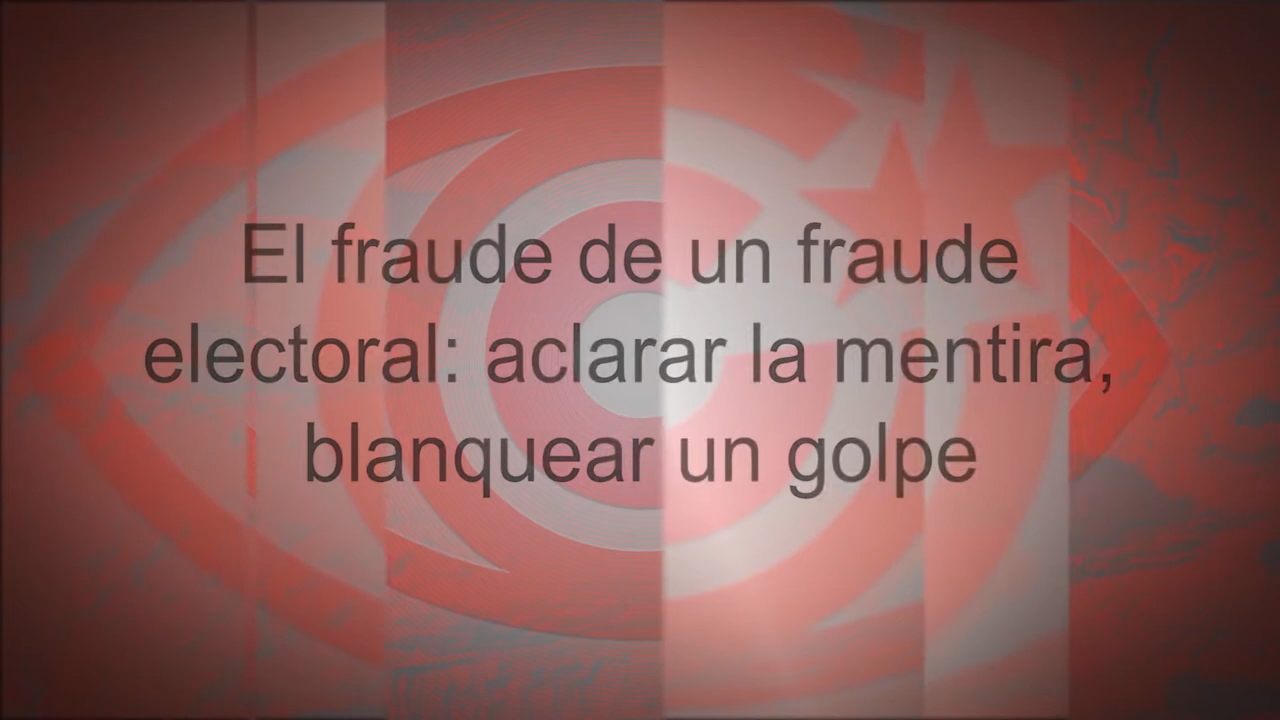 El fraude de un fraude
electoral: aclarar la mentira,
blanquear un golpe